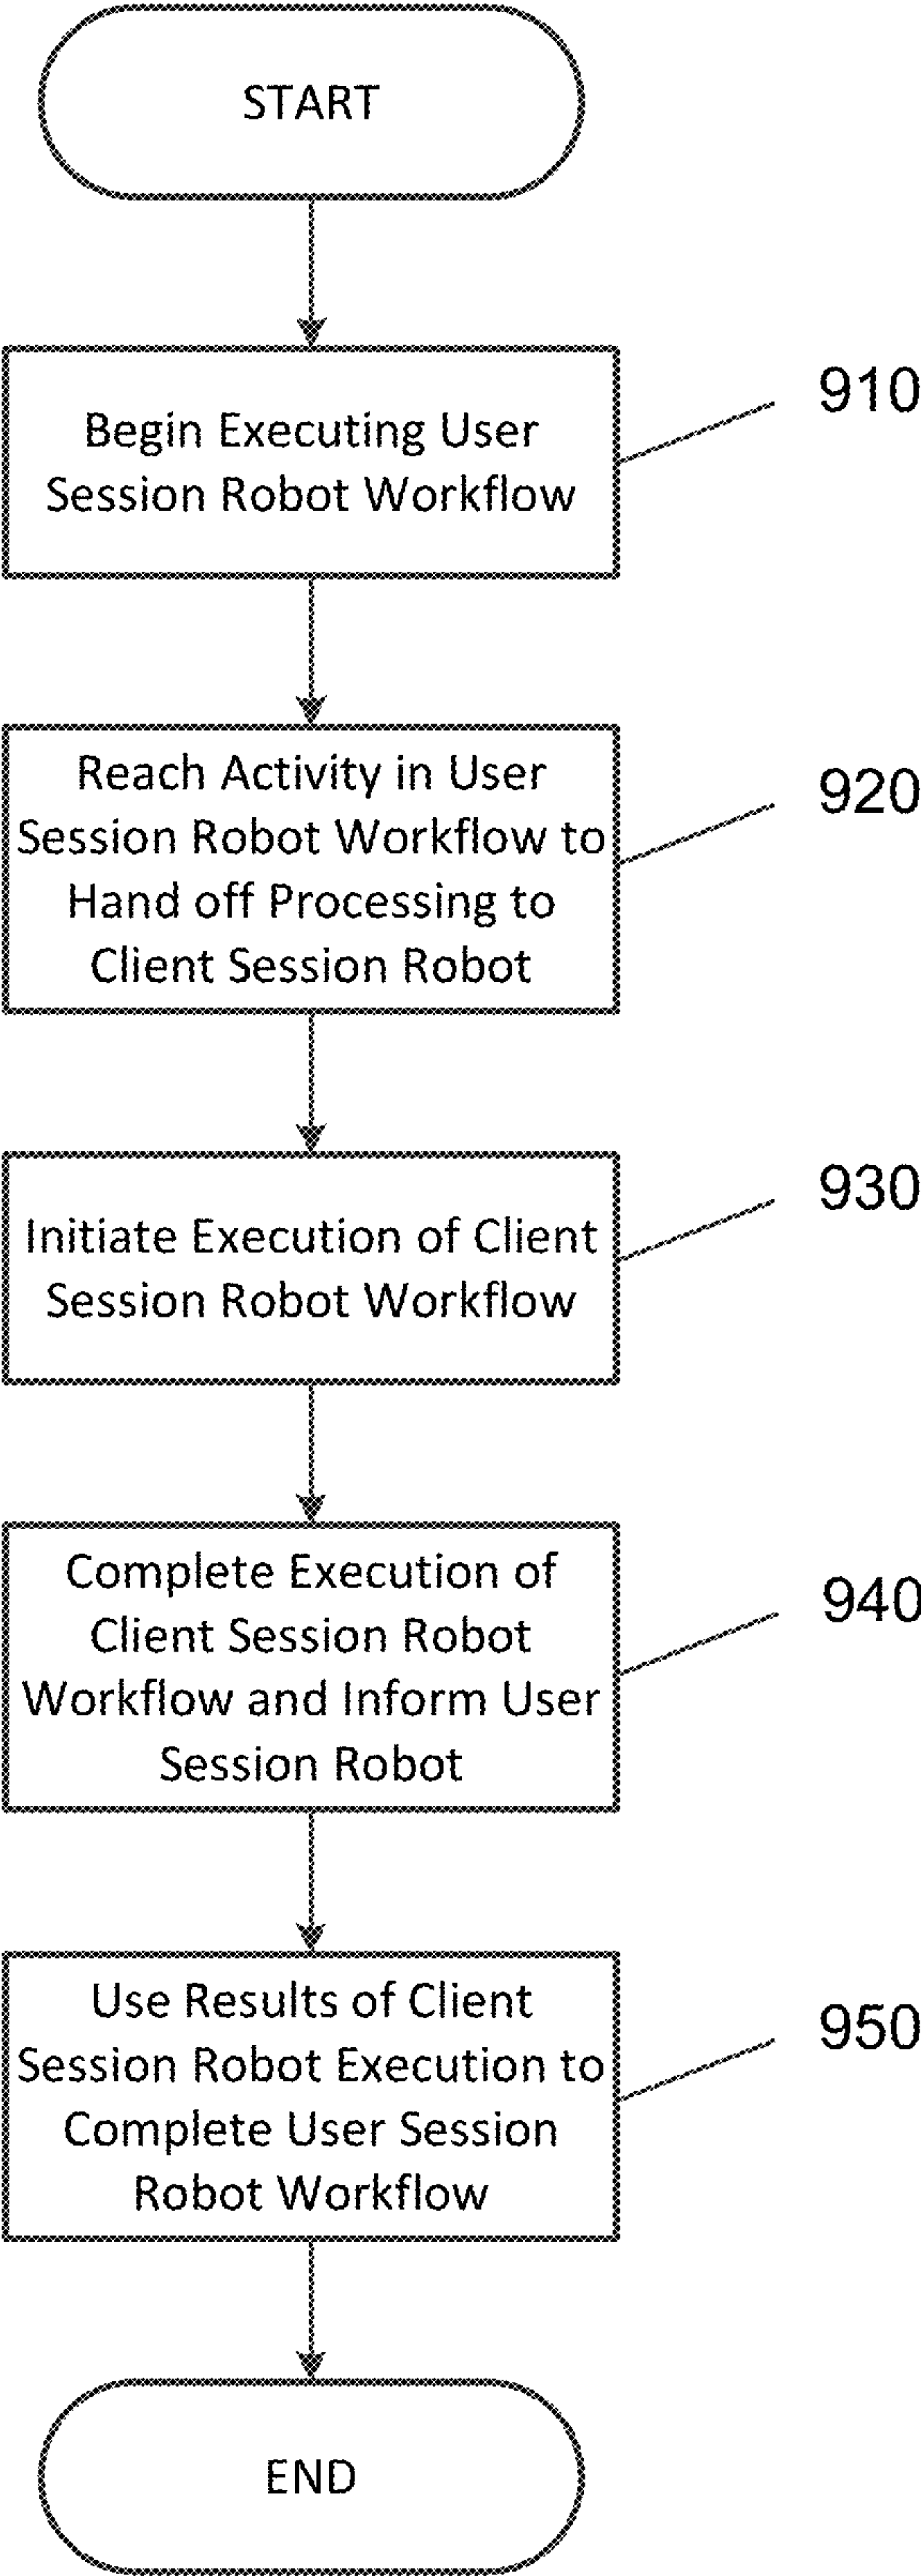 START
Begin Executing User
Session Robot Workflow
910
Reach Activity in User
Session Robot Workflow to
Hand off Processing to
Client Session Robot
920
Initiate Execution of Client
Session Robot Workflow
930
Complete Execution of
Client Session Robot
Workflow and Inform User
Session Robot
940
Use Results of Client
Session Robot Execution to
Complete User Session
Robot Workflow
950
END